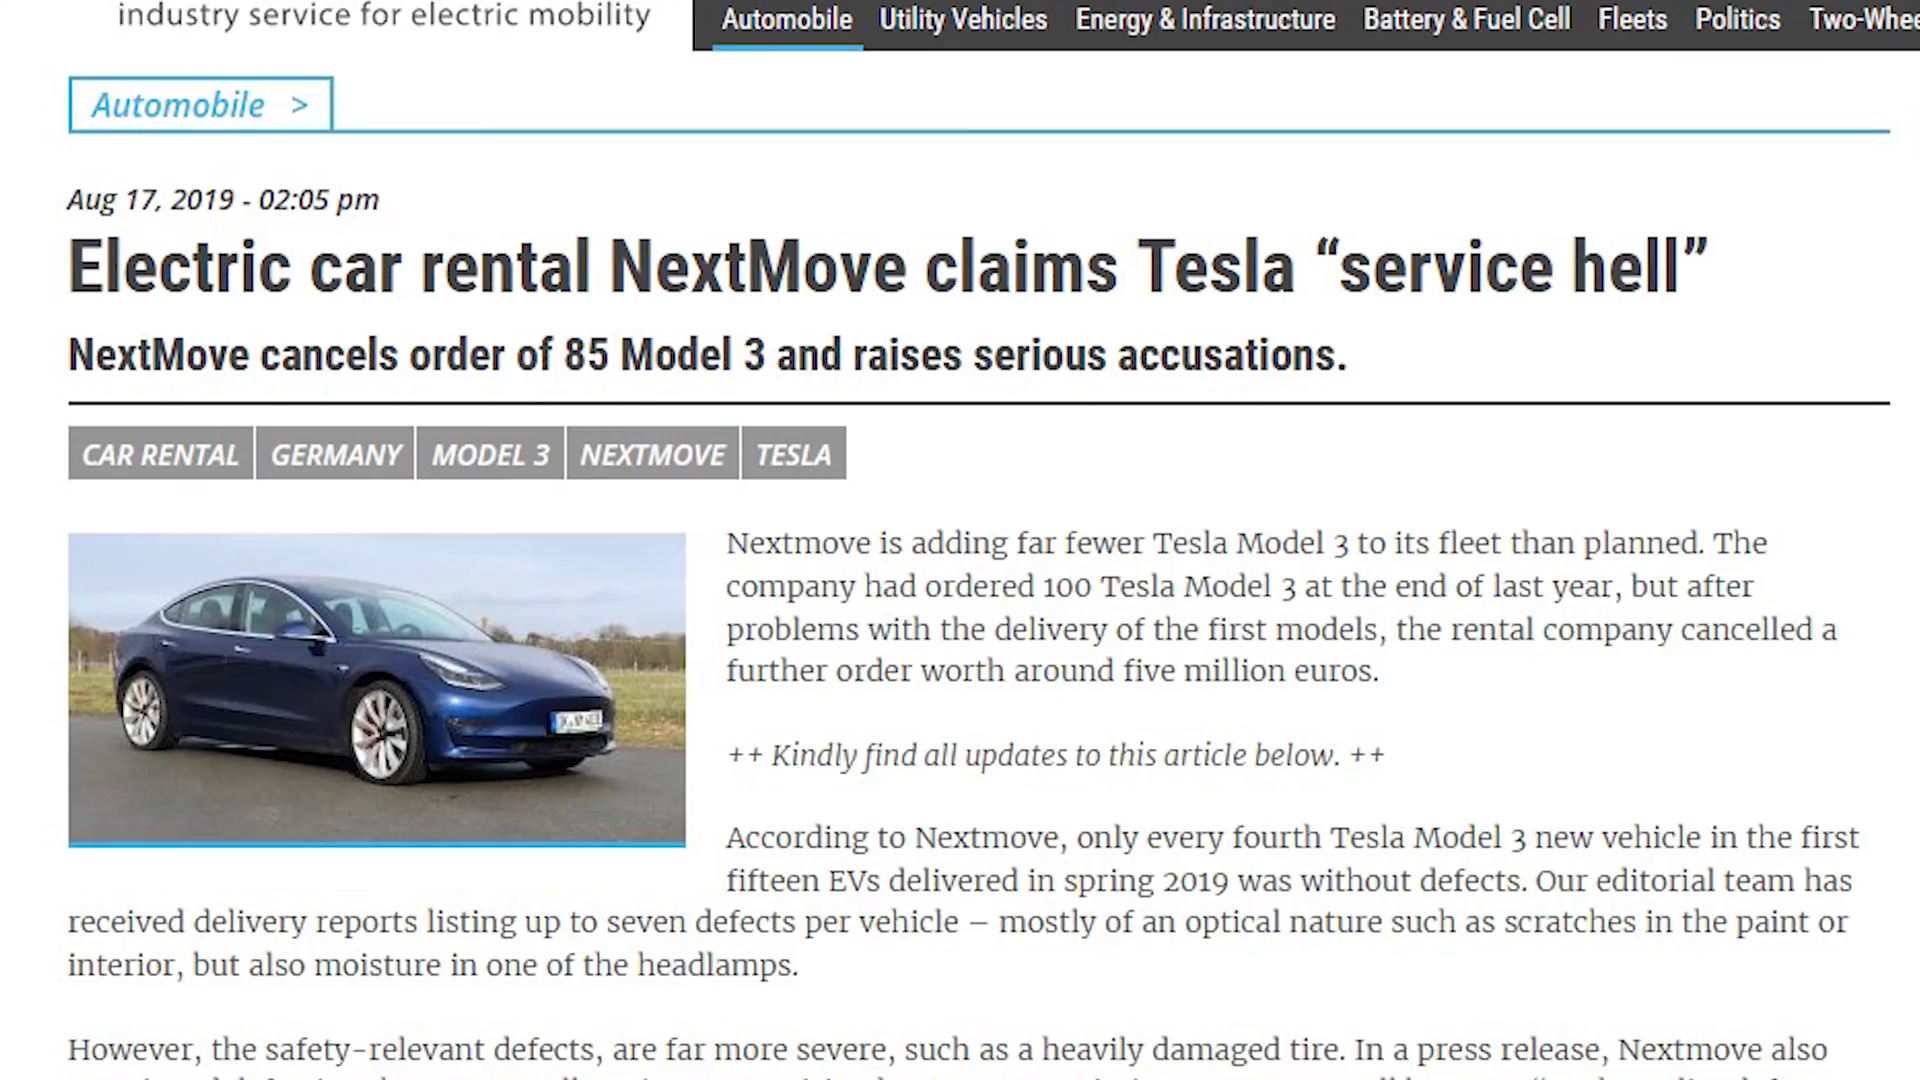 industry service for electric mobility
Automobile Utility Vehicles Energy & Infrastructure Battery & Fuel Cell Fleets Politics
Automobile >
Aug 17, 2019 - 02:05 pm
Electric car rental NextMove claims Tesla “service hell”
NextMove cancels order of 85 Model 3 and raises serious accusations.
CAR RENTAL GERMANY MODEL 3 NEXTMOVE TESLA
Nextmove is adding far fewer Tesla Model 3 to its fleet than planned. The
company had ordered 100 Tesla Model 3 at the end of last year, but after
problems with the delivery of the first models, the rental company cancelled a
further order worth around five million euros.
++ Kindly find all updates to this article below. ++
According to Nextmove, only every fourth Tesla Model 3 new vehicle in the first
fifteen EVs delivered in spring 2019 was without defects. Our editorial team has
received delivery reports listing up to seven defects per vehicle – mostly of an optical nature such as scratches in the paint or
interior, but also moisture in one of the headlamps.
However, the safety-relevant defects, are far more severe, such as a heavily damaged tire. In a press release, Nextmove also